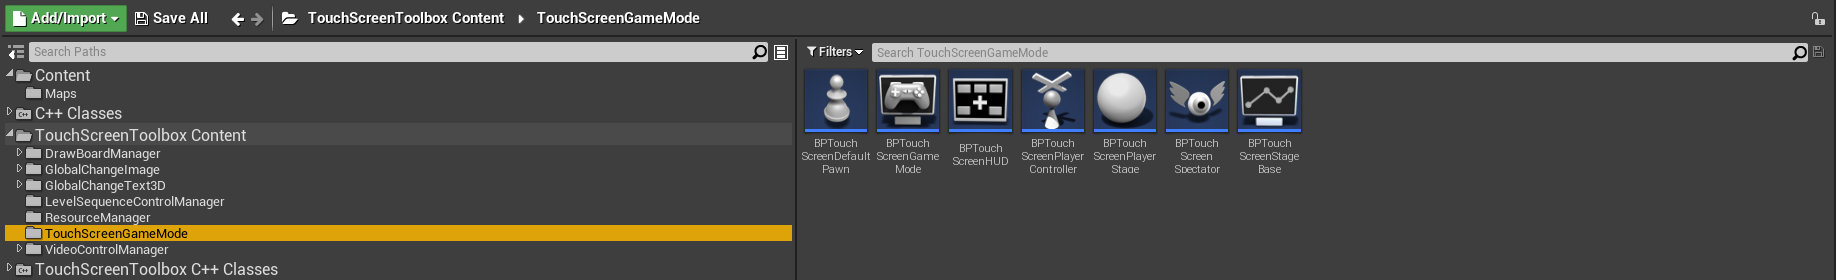 Add/Import Save All TouchScreenToolbox Content TouchScreenGameMode
Search Paths
Content
Maps
C++ Classes
TouchScreenToolbox Content
DrawBoardManager
GlobalChangeImage
GlobalChangeText3D
LevelSequenceControlManager
ResourceManager
TouchScreenGameMode
VideoControlManager
TouchScreenToolbox C++ Classes
Filters Search TouchScreenGameMode
BPTouch
ScreenDefault
Pawn
BPTouch
ScreenGame
Mode
BPTouch
ScreenHUD
BPTouch
ScreenPlayer
Controller
BPTouch
ScreenPlayer
Stage
BPTouch
Screen
Spectator
BPTouch
ScreenStage
Base